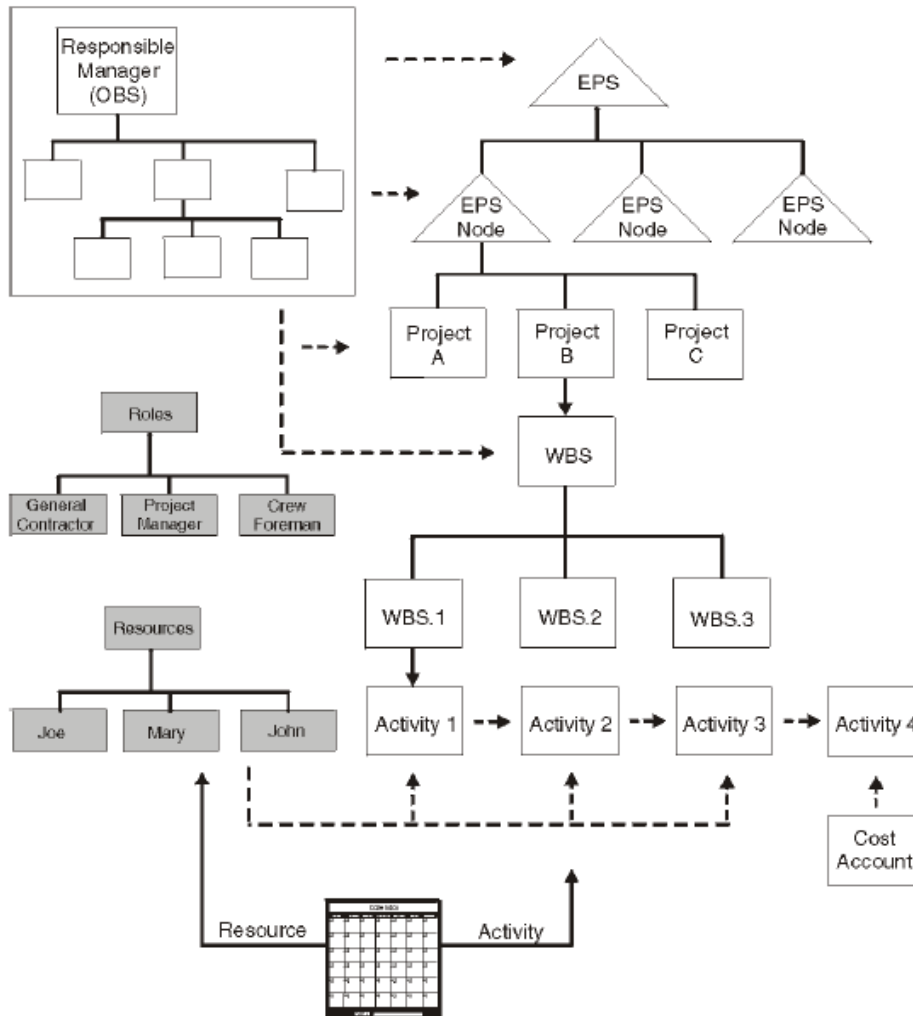 Responsible
Manager
(OBS)
EPS
EPS
Node
EPS
Node
EPS
Node
Project
A
Project
B
Project
C
Roles
WBS
General
Contractor
Project
Manager
Crew
Foreman
WBS.1
WBS.2
WBS.3
Resources
Joe
Mary
John
Activity 1
Activity 2
Activity 3
Activity 4
Cost
Account
Resource
Activity